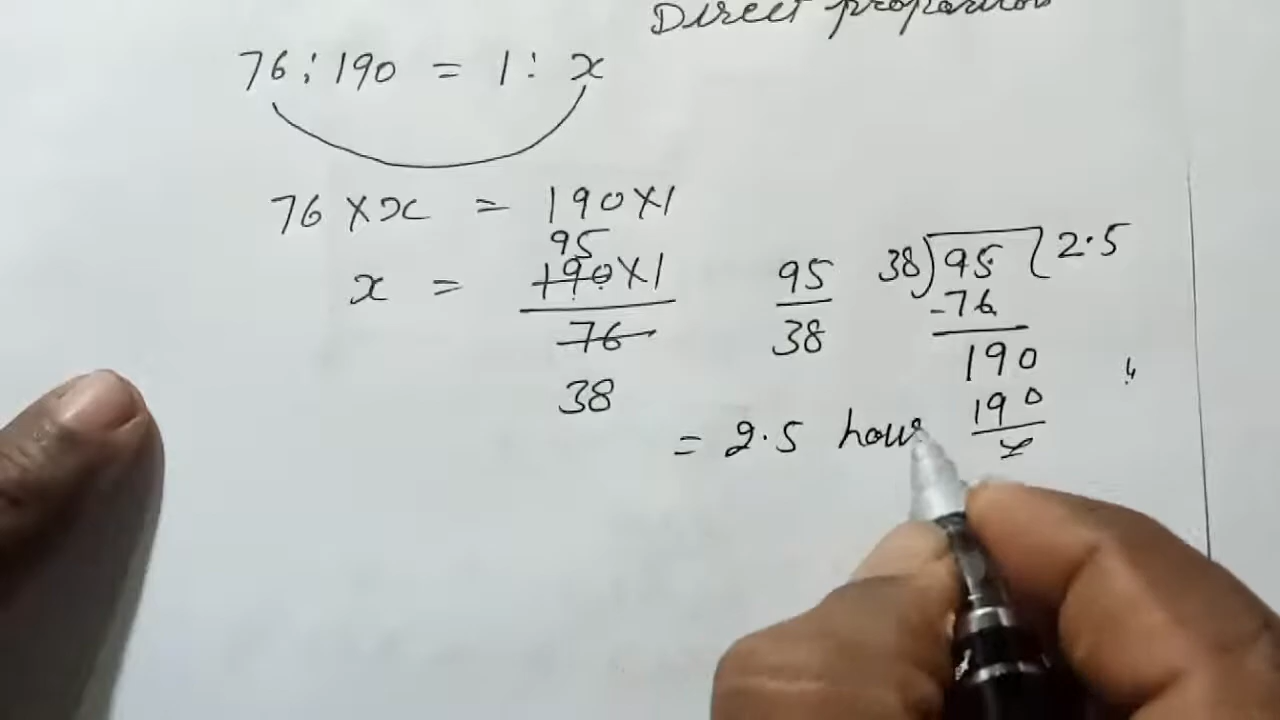 Direct proportion
76 : 190 = 1 : x
76 × x = 190 × 1
95
x = 190 × 1
76
38
95
38
38 ) 95 ( 2.5
- 76
190
190
x
= 2.5 hour